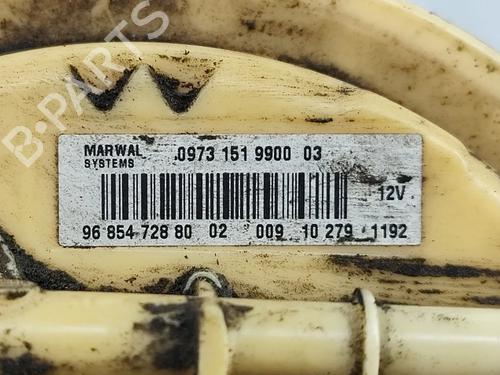 B-PARTS
MARWAL
SYSTEMS
0973 151 9900 03
12V
96 854 728 80 02 009 10 279 1192